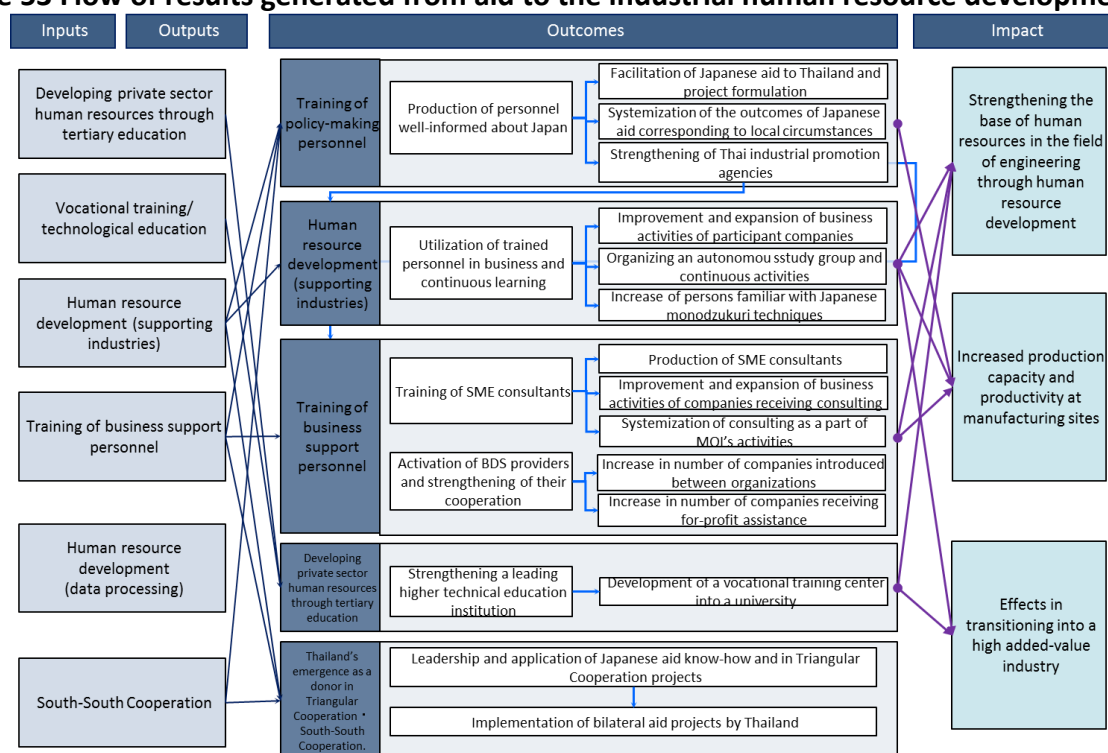 e 53 Flow of results generated from aid to the industrial human resource developme
Inputs
Outputs
Outcomes
Impact
Developing private sector
human resources through
tertiary education
Vocational training/
technological education
Human resource
development (supporting
industries)
Training of business support
personnel
Human resource
development
(data processing)
South-South Cooperation
Training of
policy-making
personnel
Production of personnel
well-informed about Japan
Facilitation of Japanese aid to Thailand and
project formulation
Systemization of the outcomes of Japanese
aid corresponding to local circumstances
Strengthening of Thai industrial promotion
agencies
Human
resource
development
(supporting
industries)
Utilization of trained
personnel in business and
continuous learning
Improvement and expansion of business
activities of participant companies
Organizing an autonomou sstudy group and
continuous activities
Increase of persons familiar with Japanese
monodzukuri techniques
Training of
business
support
personnel
Training of SME consultants
Production of SME consultants
Improvement and expansion of business
activities of companies receiving consulting
Systemization of consulting as a part of
MOI's activities
Activation of BDS providers
and strengthening of their
cooperation
Increase in number of companies introduced
between organizations
Increase in number of companies receiving
for-profit assistance
Developing
private sector
human resources
through tertiary
education
Strengthening a leading
higher technical education
institution
Development of a vocational training center
into a university
Thailand's
emergence as a
donor in
Triangular
Cooperation・
South-South
Cooperation.
Leadership and application of Japanese aid know-how and in Triangular
Cooperation projects
Implementation of bilateral aid projects by Thailand
Strengthening the
base of human
resources in the field
of engineering
through human
resource
development
Increased production
capacity and
productivity at
manufacturing sites
Effects in
transitioning into a
high added-value
industry